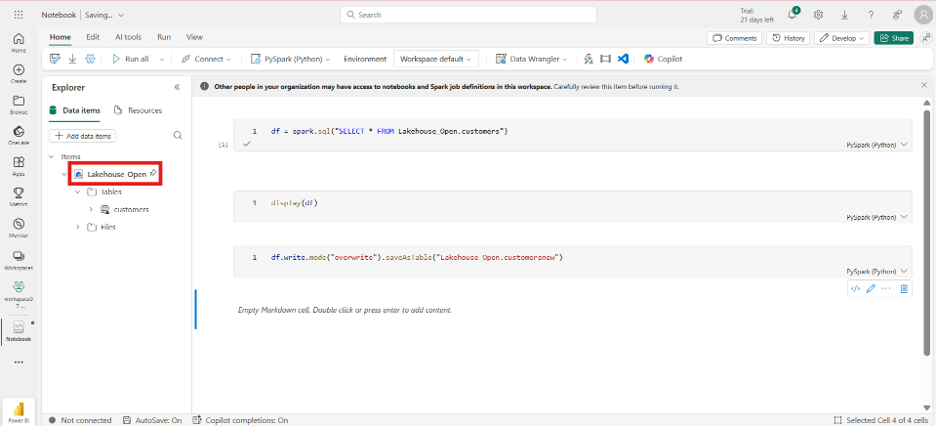 Notebook | Saving...
Search
Trial:
21 days left
4
Home Edit AI tools Run View
Comments History Develop Share
Run all Connect PySpark (Python) Environment Workspace default Data Wrangler Copilot
Home
Create
Browse
OneLake
Apps
Metrics
Monitor
Workspaces
workspace0
7...
Notebook
Power BI
Explorer
Data items Resources
+ Add data items
Items
Lakehouse_Open
Tables
customers
Files
Other people in your organization may have access to notebooks and Spark job definitions in this workspace. Carefully review this item before running it.
1 df = spark.sql("SELECT * FROM Lakehouse_Open.customers")
[1]
PySpark (Python)
1 display(df)
PySpark (Python)
1 df.write.mode("overwrite").saveAsTable("Lakehouse_Open.customersnew")
PySpark (Python)
Empty Markdown cell. Double click or press enter to add content.
Not connected AutoSave: On Copilot completions: On Selected Cell 4 of 4 cells